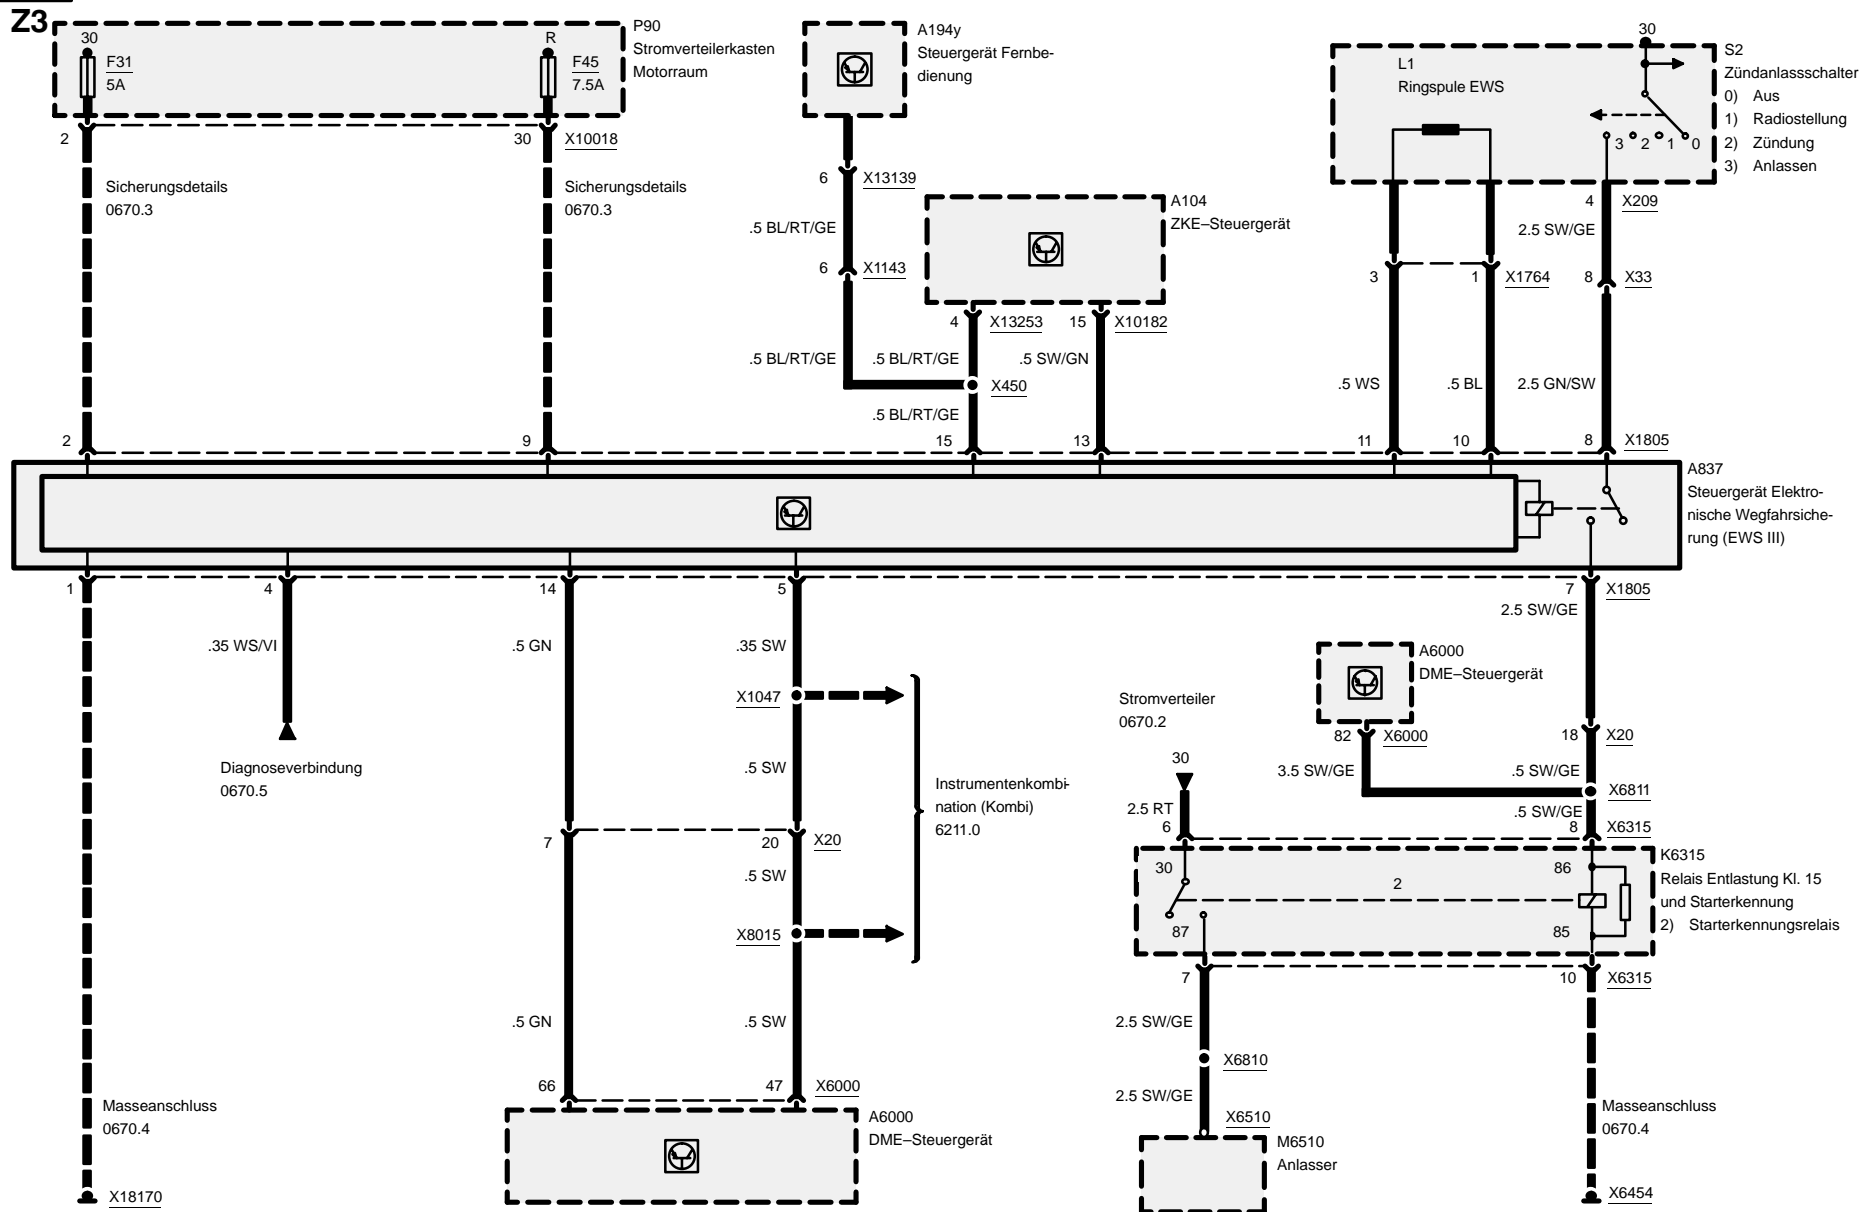 Z3
30
F31
5A
R
F45
7.5A
P90
Stromverteilerkasten
Motorraum
2
30
X10018
Sicherungsdetails
0670.3
Sicherungsdetails
0670.3
A194y
Steuergerät Fernbe-
dienung
6
X13139
.5 BL/RT/GE
6
X1143
A104
ZKE–Steuergerät
4
X13253
15
X10182
.5 BL/RT/GE
.5 BL/RT/GE
.5 SW/GN
X450
.5 BL/RT/GE
L1
Ringspule EWS
30
3
2
1
0
S2
Zündanlassschalter
0) Aus
1) Radiostellung
2) Zündung
3) Anlassen
4
X209
2.5 SW/GE
3
1
X1764
8
X33
.5 WS
.5 BL
2.5 GN/SW
2
9
15
13
11
10
8
X1805
A837
Steuergerät Elektro-
nische Wegfahrsiche-
rung (EWS III)
1
4
14
5
7
X1805
2.5 SW/GE
.35 WS/VI
.5 GN
.35 SW
X1047
Diagnoseverbindung
0670.5
.5 SW
Instrumentenkombi-
nation (Kombi)
6211.0
7
20
X20
.5 SW
X8015
.5 GN
.5 SW
66
47
X6000
A6000
DME–Steuergerät
Masseanschluss
0670.4
X18170
A6000
DME–Steuergerät
Stromverteiler
0670.2
82
X6000
18
X20
30
3.5 SW/GE
.5 SW/GE
X6811
2.5 RT
.5 SW/GE
6
8
X6315
30
86
2
87
85
K6315
Relais Entlastung Kl. 15
und Starterkennung
2) Starterkennungsrelais
7
10
X6315
2.5 SW/GE
X6810
2.5 SW/GE
X6510
M6510
Anlasser
Masseanschluss
0670.4
X6454